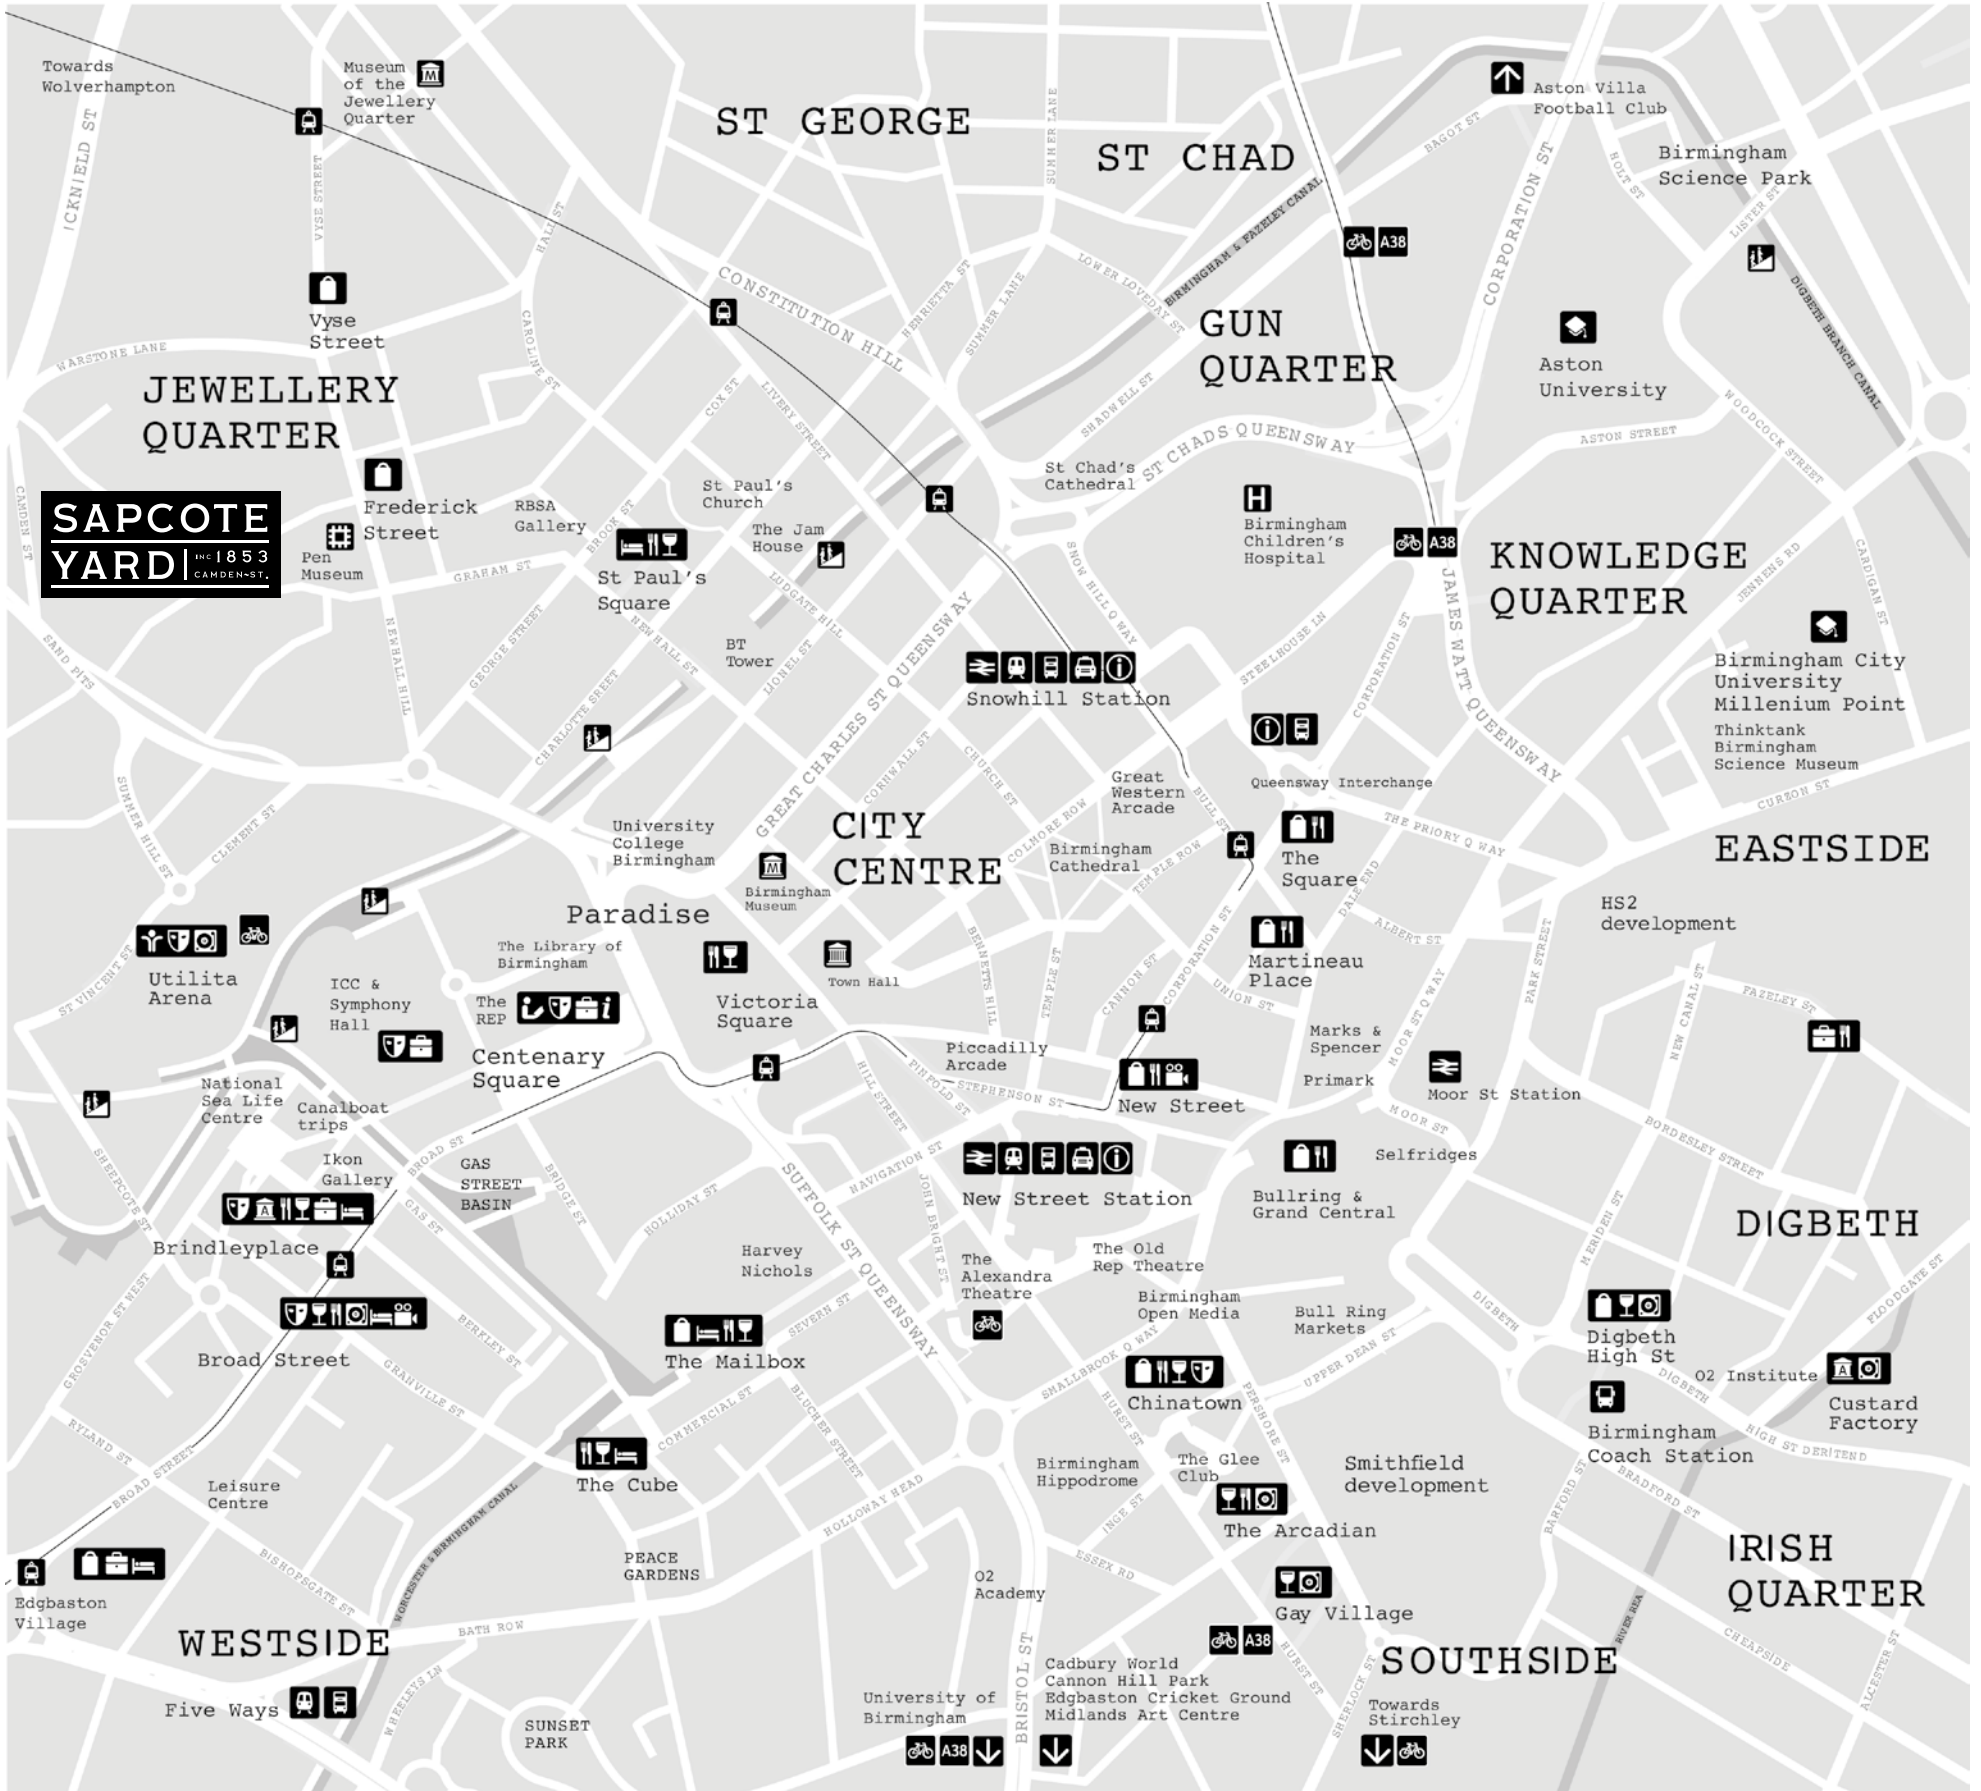 Towards
Wolverhampton
Museum
of the
Jewellery
Quarter
M
ST GEORGE
ST CHAD
Aston Villa
Football Club
Birmingham
Science Park
ICKNIELD ST
VYSE STREET
HALL ST
SUMMER LANE
BAGOT ST
HOLT ST
LISTER ST
CORPORATION ST
BIRMINGHAM & FAZELEY CANAL
A38
DIGBETH BRANCH CANAL
Vyse
Street
CONSTITUTION HILL
HENRIETTA ST
SUMMER LANE
LOWER LOVEDAY ST
GUN
QUARTER
Aston
University
WARSTONE LANE
CAROLINE ST
JEWELLERY
QUARTER
COX ST
LIVERY STREET
SHADWELL ST
ST CHADS QUEENSWAY
ASTON STREET
WOODCOCK STREET
SAPCOTE
YARD
INC 1853
CAMDEN~ST.
CAMDEN ST
Frederick
Street
Pen
Museum
RBSA
Gallery
BROOK ST
GRAHAM ST
St Paul's
Church
The Jam
House
St Paul's
Square
St Chad's
Cathedral
H
Birmingham
Children's
Hospital
A38
KNOWLEDGE
QUARTER
JENNENS RD
CARDIGAN ST
SNOW HILL Q WAY
LUDGATE HILL
SAND PITS
NEWHALL HILL
GEORGE STREET
NEWHALL ST
BT
Tower
LIONEL ST
CHARLOTTE SREET
GREAT CHARLES ST QUEENSWAY
Snowhill Station
STEELHOUSE LN
CORPORATION ST
JAMES WATT QUEENSWAY
Birmingham City
University
Millenium Point
Thinktank
Birmingham
Science Museum
SUMMER HILL ST
CLEMENT ST
CORNWALL ST
CHURCH ST
Great
Western
Arcade
BULL ST
Queensway Interchange
CURZON ST
University
College
Birmingham
CITY
CENTRE
COLMORE ROW
Birmingham
Cathedral
TEMPLE ROW
The
Square
THE PRIORY Q WAY
EASTSIDE
M
Birmingham
Museum
Paradise
DALE END
ALBERT ST
HS2
development
Utilita
Arena
ST VINCENT ST
The Library of
Birmingham
Town Hall
BENNETTS HILL
TEMPLE ST
CANNON ST
CORPORATION ST
Martineau
Place
UNION ST
PARK STREET
ICC &
Symphony
Hall
The
REP
Victoria
Square
MOOR ST Q WAY
NEW CANAL ST
FAZELEY ST
Centenary
Square
Piccadilly
Arcade
Marks &
Spencer
Primark
Moor St Station
National
Sea Life
Centre
Canalboat
trips
HILL STREET
PINFOLD ST
STEPHENSON ST
New Street
MOOR ST
BORDESLEY STREET
SHEEPCOTE ST
Ikon
Gallery
BROAD ST
GAS
STREET
BASIN
BRIDGE ST
SUFFOLK ST QUEENSWAY
NAVIGATION ST
New Street Station
Selfridges
Bullring &
Grand Central
DIGBETH
A
GAS ST
HOLLIDAY ST
JOHN BRIGHT ST
MERIDEN ST
Brindleyplace
Harvey
Nichols
The
Alexandra
Theatre
The Old
Rep Theatre
Birmingham
Open Media
Bull Ring
Markets
DIGBETH
FLOODGATE ST
GROSVENOR ST WEST
BERKLEY ST
Broad Street
The Mailbox
SEVERN ST
SMALLBROOK Q WAY
UPPER DEAN ST
Digbeth
High St
DIGBETH
O2 Institute
A
Custard
Factory
GRANVILLE ST
COMMERCIAL ST
BLUCHER STREET
Chinatown
HURST ST
PERSHORE ST
Birmingham
Coach Station
HIGH ST DERITEND
RYLAND ST
BROAD STREET
Leisure
Centre
The Cube
HOLLOWAY HEAD
Birmingham
Hippodrome
The Glee
Club
The Arcadian
INGE ST
Smithfield
development
BARFORD ST
BRADFORD ST
IRISH
QUARTER
WORCESTER & BIRMINGHAM CANAL
BISHOPSGATE ST
PEACE
GARDENS
ESSEX RD
O2
Academy
Gay Village
Edgbaston
Village
WESTSIDE
BATH ROW
A38
SOUTHSIDE
RIVER REA
CHEAPSIDE
ALCESTER ST
Five Ways
WHEELEYS LN
SUNSET
PARK
University of
Birmingham
A38
BRISTOL ST
Cadbury World
Cannon Hill Park
Edgbaston Cricket Ground
Midlands Art Centre
HURST ST
SHERLOCK ST
Towards
Stirchley